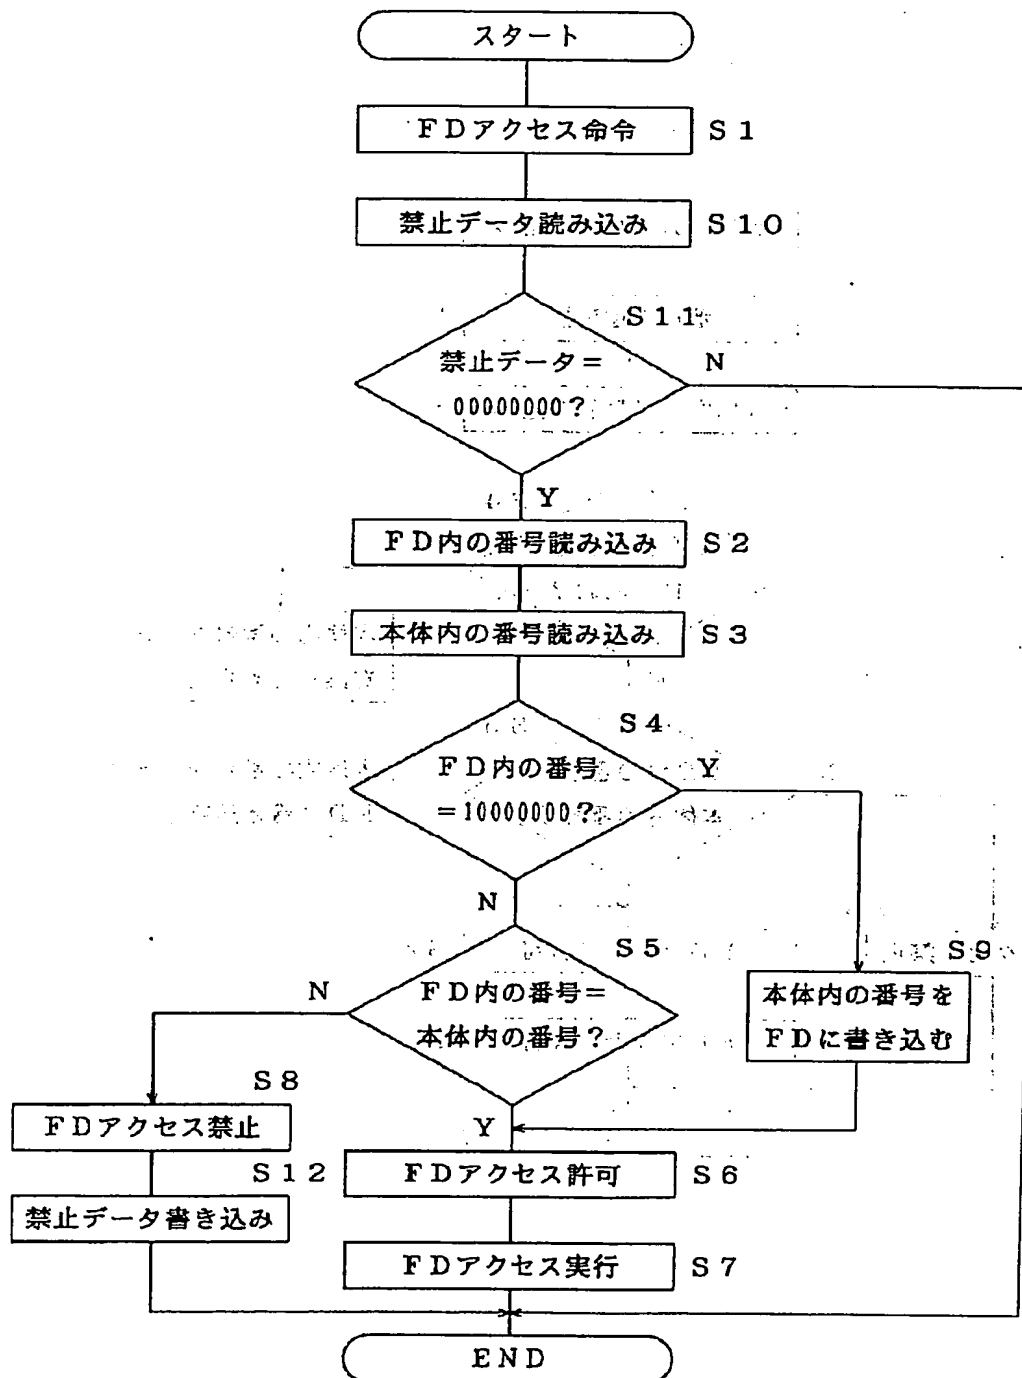 スタート
FDアクセス命令 S1
禁止データ読み込み S10
S11
禁止データ= N
00000000?
Y
FD内の番号読み込み S2
本体内の番号読み込み S3
S4
FD内の番号 Y
=10000000?
N
S5 S9
N FD内の番号= 本体内の番号を
本体内の番号? FDに書き込む
S8
FDアクセス禁止 Y
S12 FDアクセス許可 S6
禁止データ書き込み
FDアクセス実行 S7
END